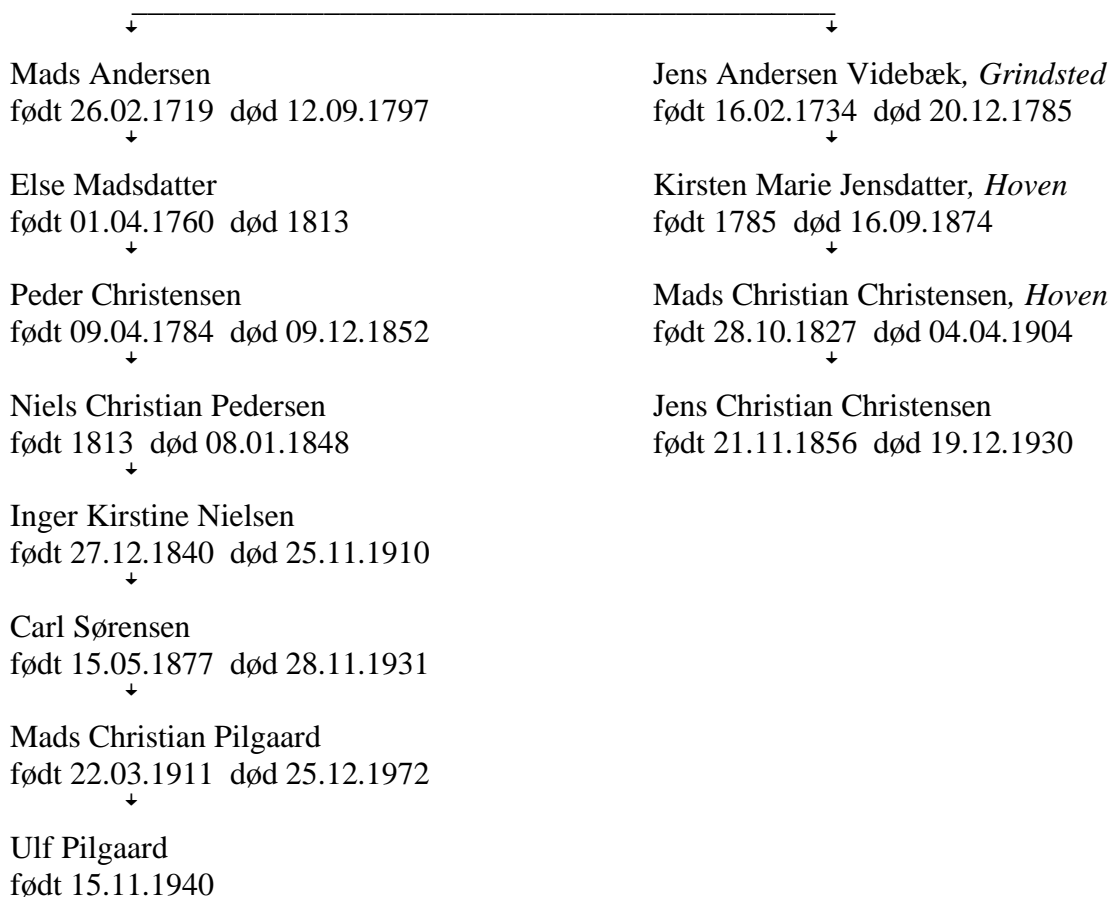 Mads Andersen
født 26.02.1719 død 12.09.1797
Else Madsdatter
født 01.04.1760 død 1813
Peder Christensen
født 09.04.1784 død 09.12.1852
Niels Christian Pedersen
født 1813 død 08.01.1848
Inger Kirstine Nielsen
født 27.12.1840 død 25.11.1910
Carl Sørensen
født 15.05.1877 død 28.11.1931
Mads Christian Pilgaard
født 22.03.1911 død 25.12.1972
Ulf Pilgaard
født 15.11.1940
Jens Andersen Videbæk, Grindsted
født 16.02.1734 død 20.12.1785
Kirsten Marie Jensdatter, Hoven
født 1785 død 16.09.1874
Mads Christian Christensen, Hoven
født 28.10.1827 død 04.04.1904
Jens Christian Christensen
født 21.11.1856 død 19.12.1930